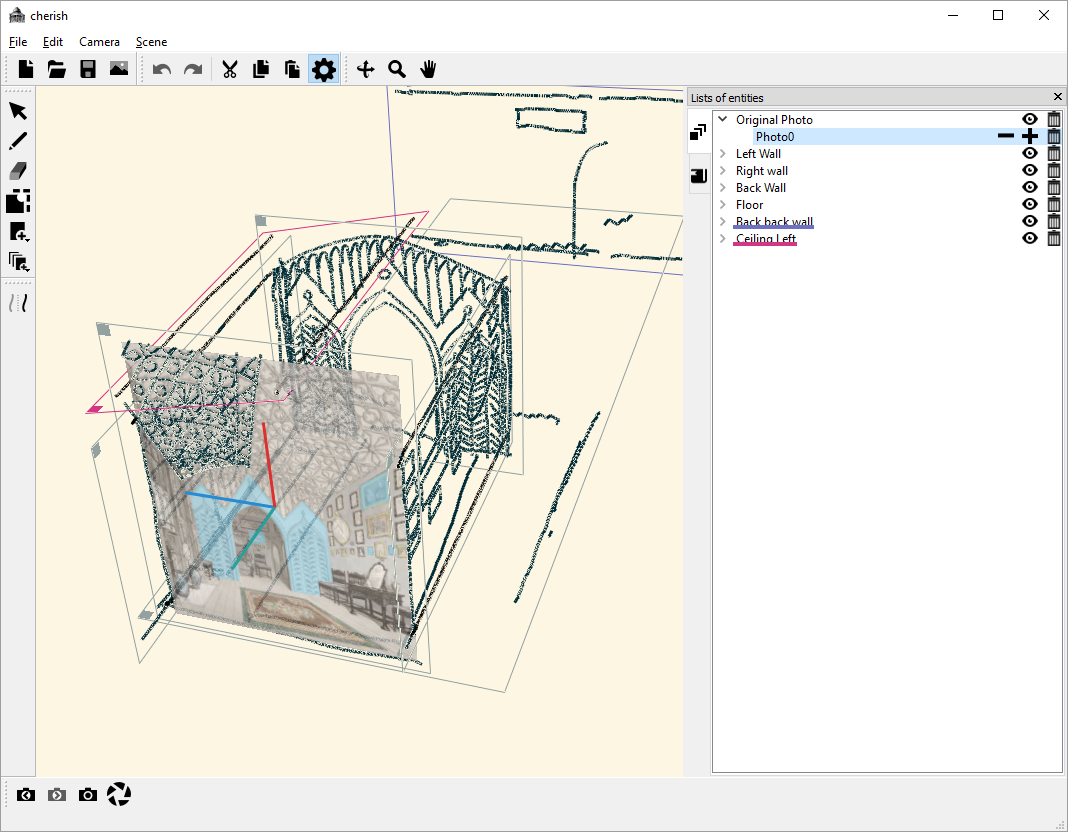 cherish
File Edit Camera Scene
Lists of entities
Original Photo
Photo0
Left Wall
Right wall
Back Wall
Floor
Back back wall
Ceiling Left